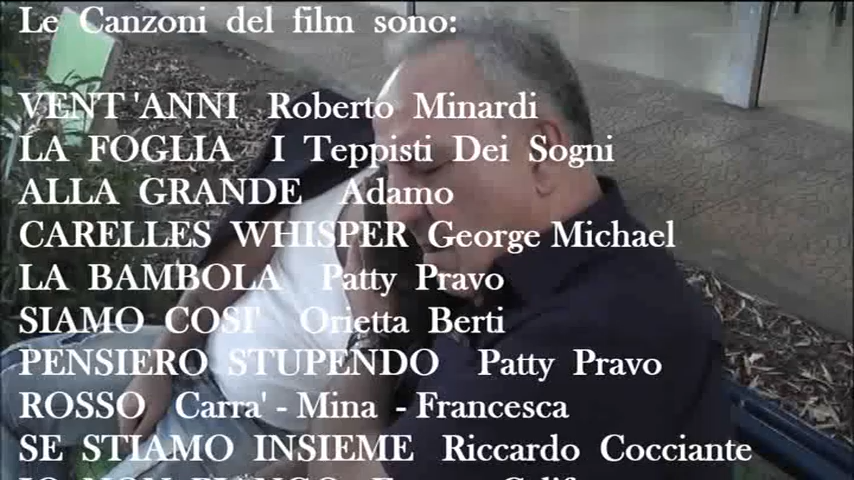 Le Canzoni del film sono:
VENT'ANNI Roberto Minardi
LA FOGLIA I Teppisti Dei Sogni
ALLA GRANDE Adamo
CARELLES WHISPER George Michael
LA BAMBOLA Patty Pravo
SIAMO COSI' Orietta Berti
PENSIERO STUPENDO Patty Pravo
ROSSO Carra' - Mina - Francesca
SE STIAMO INSIEME Riccardo Cocciante
IO NON